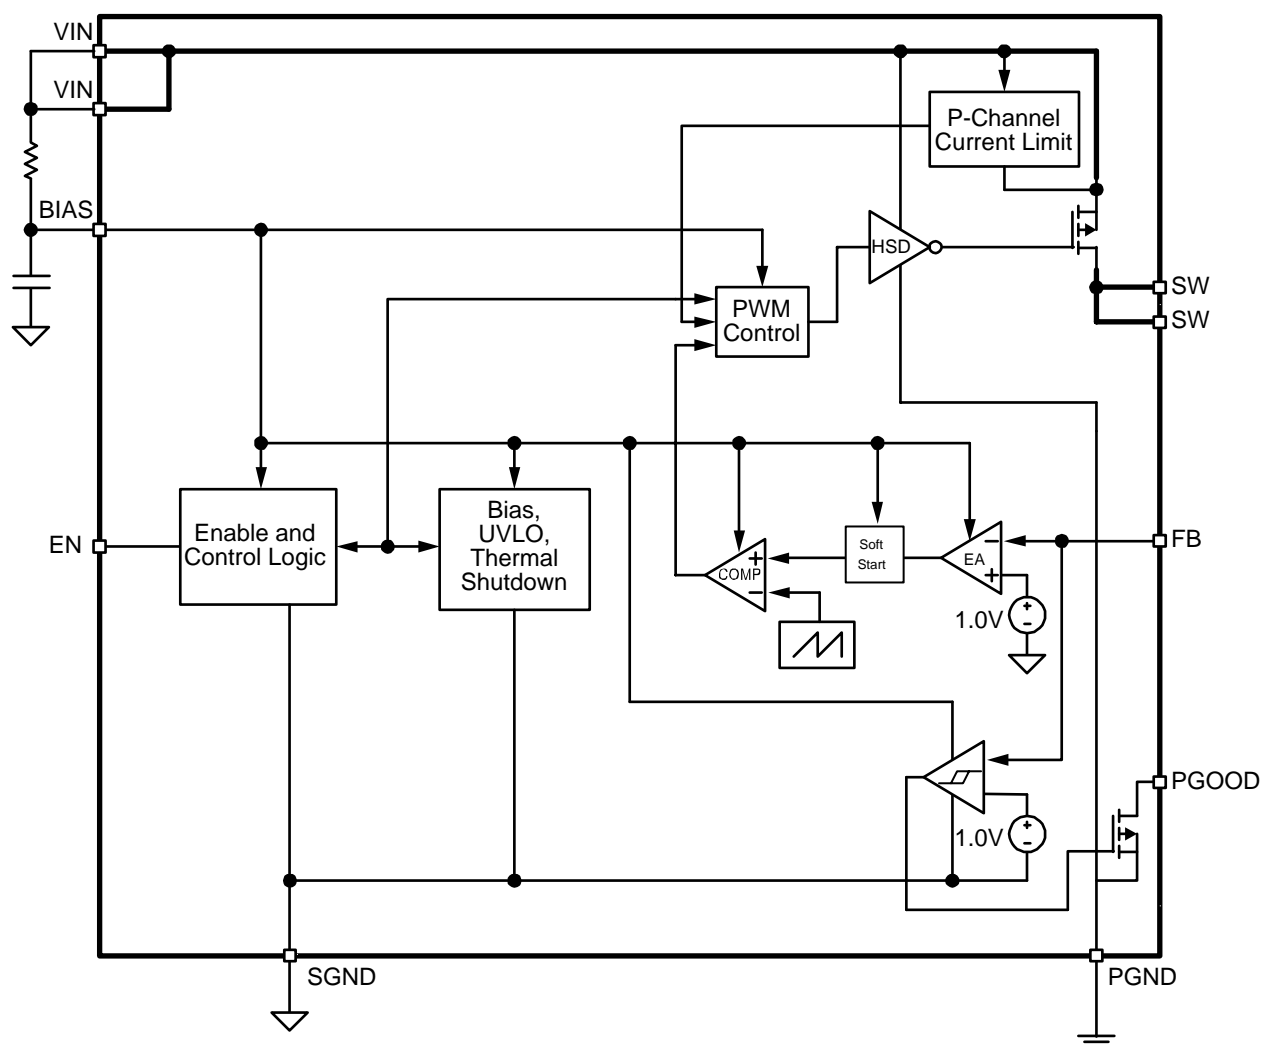 VIN
VIN
P-Channel
Current Limit
BIAS
HSD
SW
PWM
Control
SW
Enable and
Control Logic
Bias,
UVLO,
Thermal
Shutdown
EN
Soft
Start
+
COMP
−
−
EA
+
FB
1.0V
+
−
PGOOD
1.0V
+
−
SGND
PGND